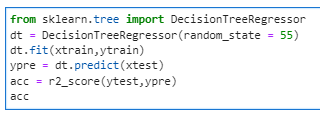 from sklearn.tree import DecisionTreeRegressor
dt = DecisionTreeRegressor(random_state = 55)
dt.fit(xtrain,ytrain)
ypre = dt.predict(xtest)
acc = r2_score(ytest,ypre)
acc